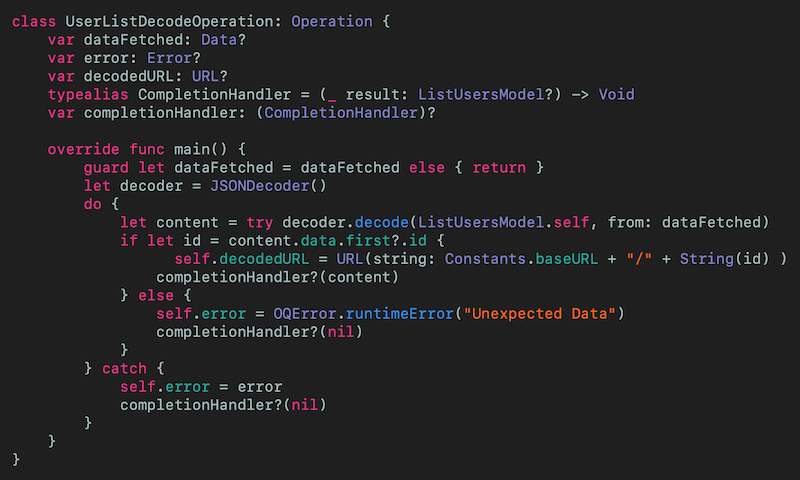 class UserListDecodeOperation: Operation {
    var dataFetched: Data?
    var error: Error?
    var decodedURL: URL?
    typealias CompletionHandler = (_ result: ListUsersModel?) -> Void
    var completionHandler: (CompletionHandler)?

    override func main() {
        guard let dataFetched = dataFetched else { return }
        let decoder = JSONDecoder()
        do {
            let content = try decoder.decode(ListUsersModel.self, from: dataFetched)
            if let id = content.data.first?.id {
                  self.decodedURL = URL(string: Constants.baseURL + "/" + String(id) )
                completionHandler?(content)
            } else {
                self.error = OQError.runtimeError("Unexpected Data")
                completionHandler?(nil)
            }
        } catch {
            self.error = error
            completionHandler?(nil)
        }
    }
}